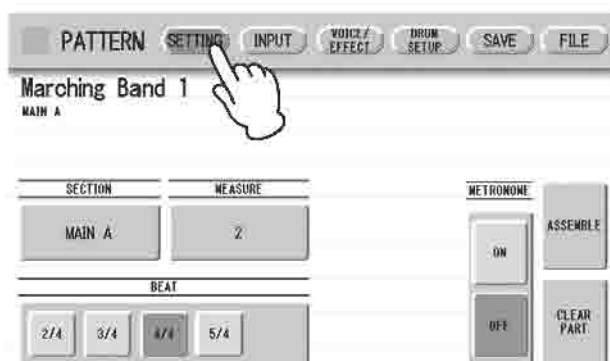 PATTERN SETTING INPUT VOICE/ EFFECT DRUM SETUP SAVE FILE
Marching Band 1
MAIN A
SECTION MEASURE METRONOME
MAIN A 2 ASSEMBLE
ON
BEAT
2/4 3/4 4/4 5/4 OFF CLEAR PART